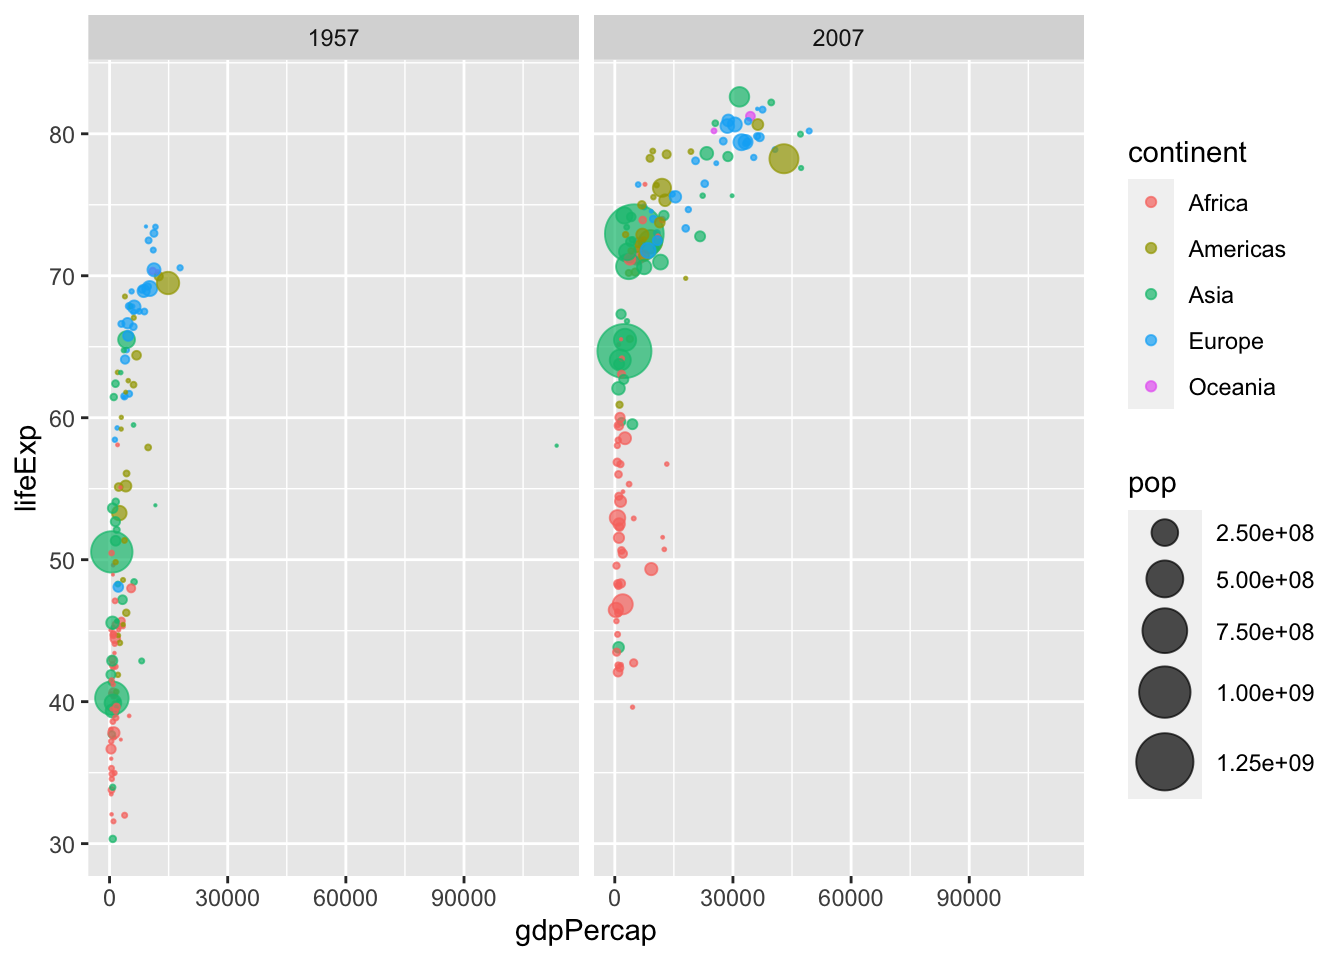 1957
2007
lifeExp
80
70
60
50
40
30
0
30000
60000
90000
0
30000
60000
90000
gdpPercap
continent
Africa
Americas
Asia
Europe
Oceania
pop
2.50e+08
5.00e+08
7.50e+08
1.00e+09
1.25e+09